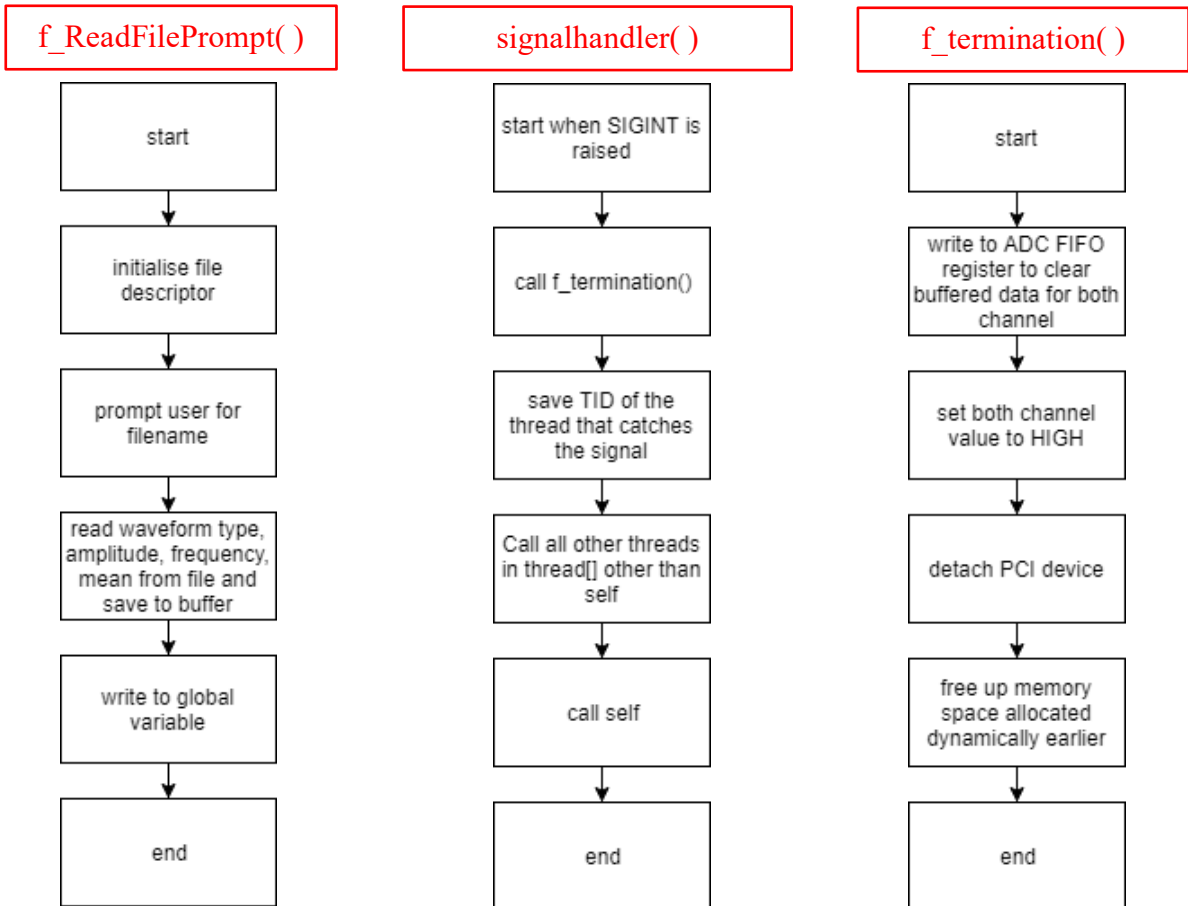 f_ReadFilePrompt( )
start
initialise file
descriptor
prompt user for
filename
read waveform type,
amplitude, frequency,
mean from file and
save to buffer
write to global
variable
end
signalhandler( )
start when SIGINT is
raised
call f_termination()
save TID of the
thread that catches
the signal
Call all other threads
in thread[] other than
self
call self
end
f_termination( )
start
write to ADC FIFO
register to clear
buffered data for both
channel
set both channel
value to HIGH
detach PCI device
free up memory
space allocated
dynamically earlier
end